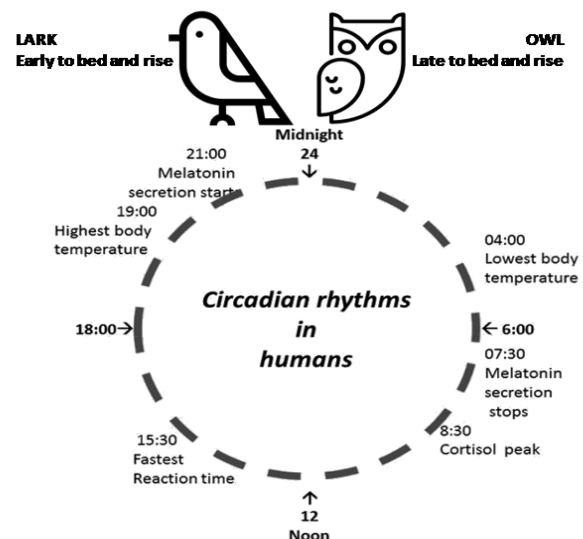 LARK
Early to bed and rise
OWL
Late to bed and rise
Midnight
24
21:00
Melatonin
secretion starts
19:00
Highest body
temperature
04:00
Lowest body
temperature
Circadian rhythms
in
humans
18:00
6:00
07:30
Melatonin
secretion
stops
8:30
Cortisol peak
15:30
Fastest
Reaction time
12
Noon